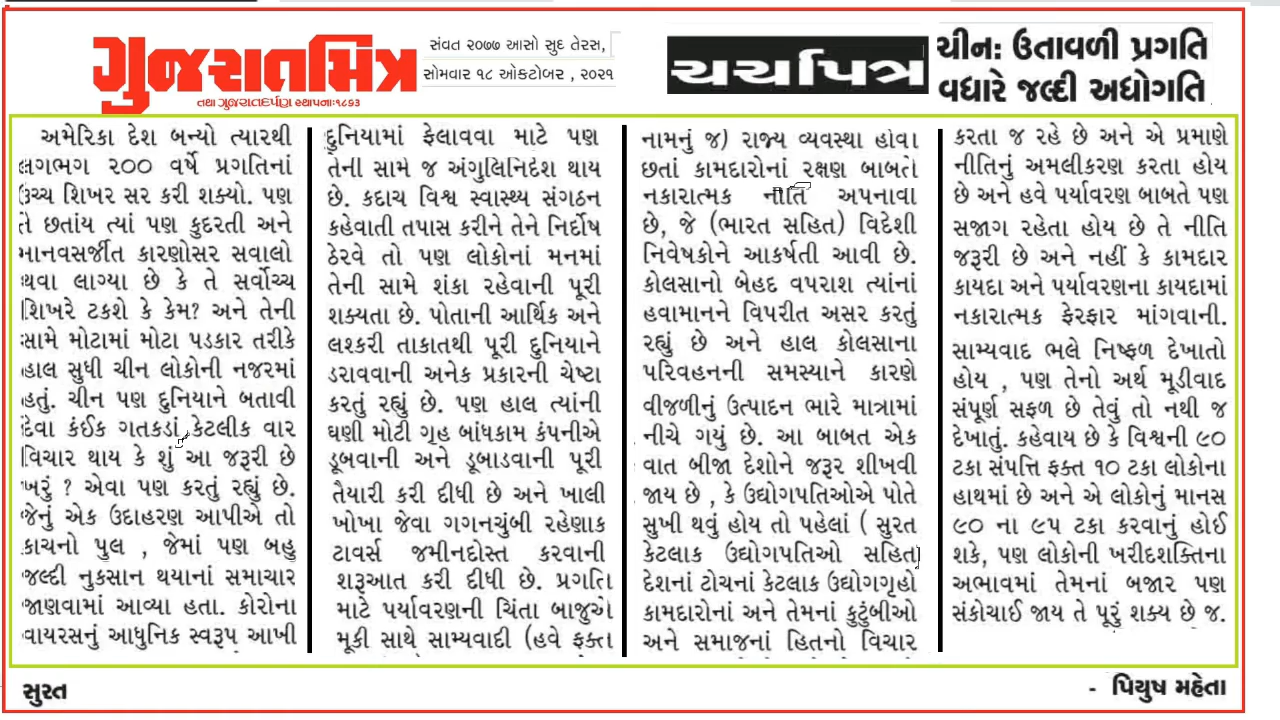 ગુજરાતમિત્ર
તથા ગુજરાતદર્પણ સ્થાપના:૧૮૬૩
સંવત ૨૦૭૭ આસો સુદ તેરસ,
સોમવાર ૧૮ ઓક્ટોબર , ૨૦૨૧
ચર્ચાપત્ર
ચીન: ઉતાવળી પ્રગતિ
વધારે જલ્દી અધોગતિ
અમેરિકા દેશ બન્યો ત્યારથી
લગભગ ૨૦૦ વર્ષે પ્રગતિનાં
ઉચ્ચ શિખર સર કરી શક્યો. પણ
તે છતાંય ત્યાં પણ કુદરતી અને
માનવસર્જીત કારણોસર સવાલો
થવા લાગ્યા છે કે તે સર્વોચ્ચ
શિખરે ટકશે કે કેમ? અને તેની
સામે મોટામાં મોટા પડકાર તરીકે
હાલ સુધી ચીન લોકોની નજરમાં
હતું. ચીન પણ દુનિયાને બતાવી
દેવા કંઈક ગતકડાં કેટલીક વાર
વિચાર થાય કે શું આ જરૂરી છે
ખરું ? એવા પણ કરતું રહ્યું છે.
જેનું એક ઉદાહરણ આપીએ તો
કાચનો પુલ , જેમાં પણ બહુ
જલ્દી નુકસાન થયાનાં સમાચાર
જાણવામાં આવ્યા હતા. કોરોના
વાયરસનું આધુનિક સ્વરૂપ આખી
દુનિયામાં ફેલાવવા માટે પણ
તેની સામે જ અંગુલિનિદેશ થાય
છે. કદાચ વિશ્વ સ્વાસ્થ્ય સંગઠન
કહેવાતી તપાસ કરીને તેને નિર્દોષ
ઠેરવે તો પણ લોકોનાં મનમાં
તેની સામે શંકા રહેવાની પૂરી
શક્યતા છે. પોતાની આર્થિક અને
લશ્કરી તાકાતથી પૂરી દુનિયાને
ડરાવવાની અનેક પ્રકારની ચેષ્ટા
કરતું રહ્યું છે. પણ હાલ ત્યાંની
ઘણી મોટી ગૃહ બાંધકામ કંપનીએ
ડૂબવાની અને ડૂબાડવાની પૂરી
તૈયારી કરી દીધી છે અને ખાલી
ખોખા જેવા ગગનચુંબી રહેણાક
ટાવર્સ જમીનદોસ્ત કરવાની
શરૂઆત કરી દીધી છે. પ્રગતિ
માટે પર્યાવરણની ચિંતા બાજુએ
મૂકી સાથે સામ્યવાદી (હવે ફક્ત
નામનું જ) રાજ્ય વ્યવસ્થા હોવા
છતાં કામદારોનાં રક્ષણ બાબતે
નકારાત્મક નીતિ અપનાવા
છે, જે (ભારત સહિત) વિદેશી
નિવેષકોને આકર્ષતી આવી છે.
કોલસાનો બેહદ વપરાશ ત્યાંનાં
હવામાનને વિપરીત અસર કરતું
રહ્યું છે અને હાલ કોલસાના
પરિવહનની સમસ્યાને કારણે
વીજળીનું ઉત્પાદન ભારે માત્રામાં
નીચે ગયું છે. આ બાબત એક
વાત બીજા દેશોને જરૂર શીખવી
જાય છે , કે ઉદ્યોગપતિઓએ પોતે
સુખી થવું હોય તો પહેલાં ( સુરત
કેટલાક ઉદ્યોગપતિઓ સહિત)
દેશનાં ટોચનાં કેટલાક ઉદ્યોગગૃહો
કામદારોનાં અને તેમનાં કુટુંબીઓ
અને સમાજનાં હિતનો વિચાર
કરતા જ રહે છે અને એ પ્રમાણે
નીતિનું અમલીકરણ કરતા હોય
છે અને હવે પર્યાવરણ બાબતે પણ
સજાગ રહેતા હોય છે તે નીતિ
જરૂરી છે અને નહીં કે કામદાર
કાયદા અને પર્યાવરણના કાયદામાં
નકારાત્મક ફેરફાર માંગવાની.
સામ્યવાદ ભલે નિષ્ફળ દેખાતો
હોય , પણ તેનો અર્થ મૂડીવાદ
સંપૂર્ણ સફળ છે તેવું તો નથી જ
દેખાતું. કહેવાય છે કે વિશ્વની ૯૦
ટકા સંપત્તિ ફક્ત ૧૦ ટકા લોકોના
હાથમાં છે અને એ લોકોનું માનસ
૯૦ ના ૯૫ ટકા કરવાનું હોઈ
શકે, પણ લોકોની ખરીદશક્તિના
અભાવમાં તેમનાં બજાર પણ
સંકોચાઈ જાય તે પૂરું શક્ય છે જ.
સુરત
- પિયુષ મહેતા